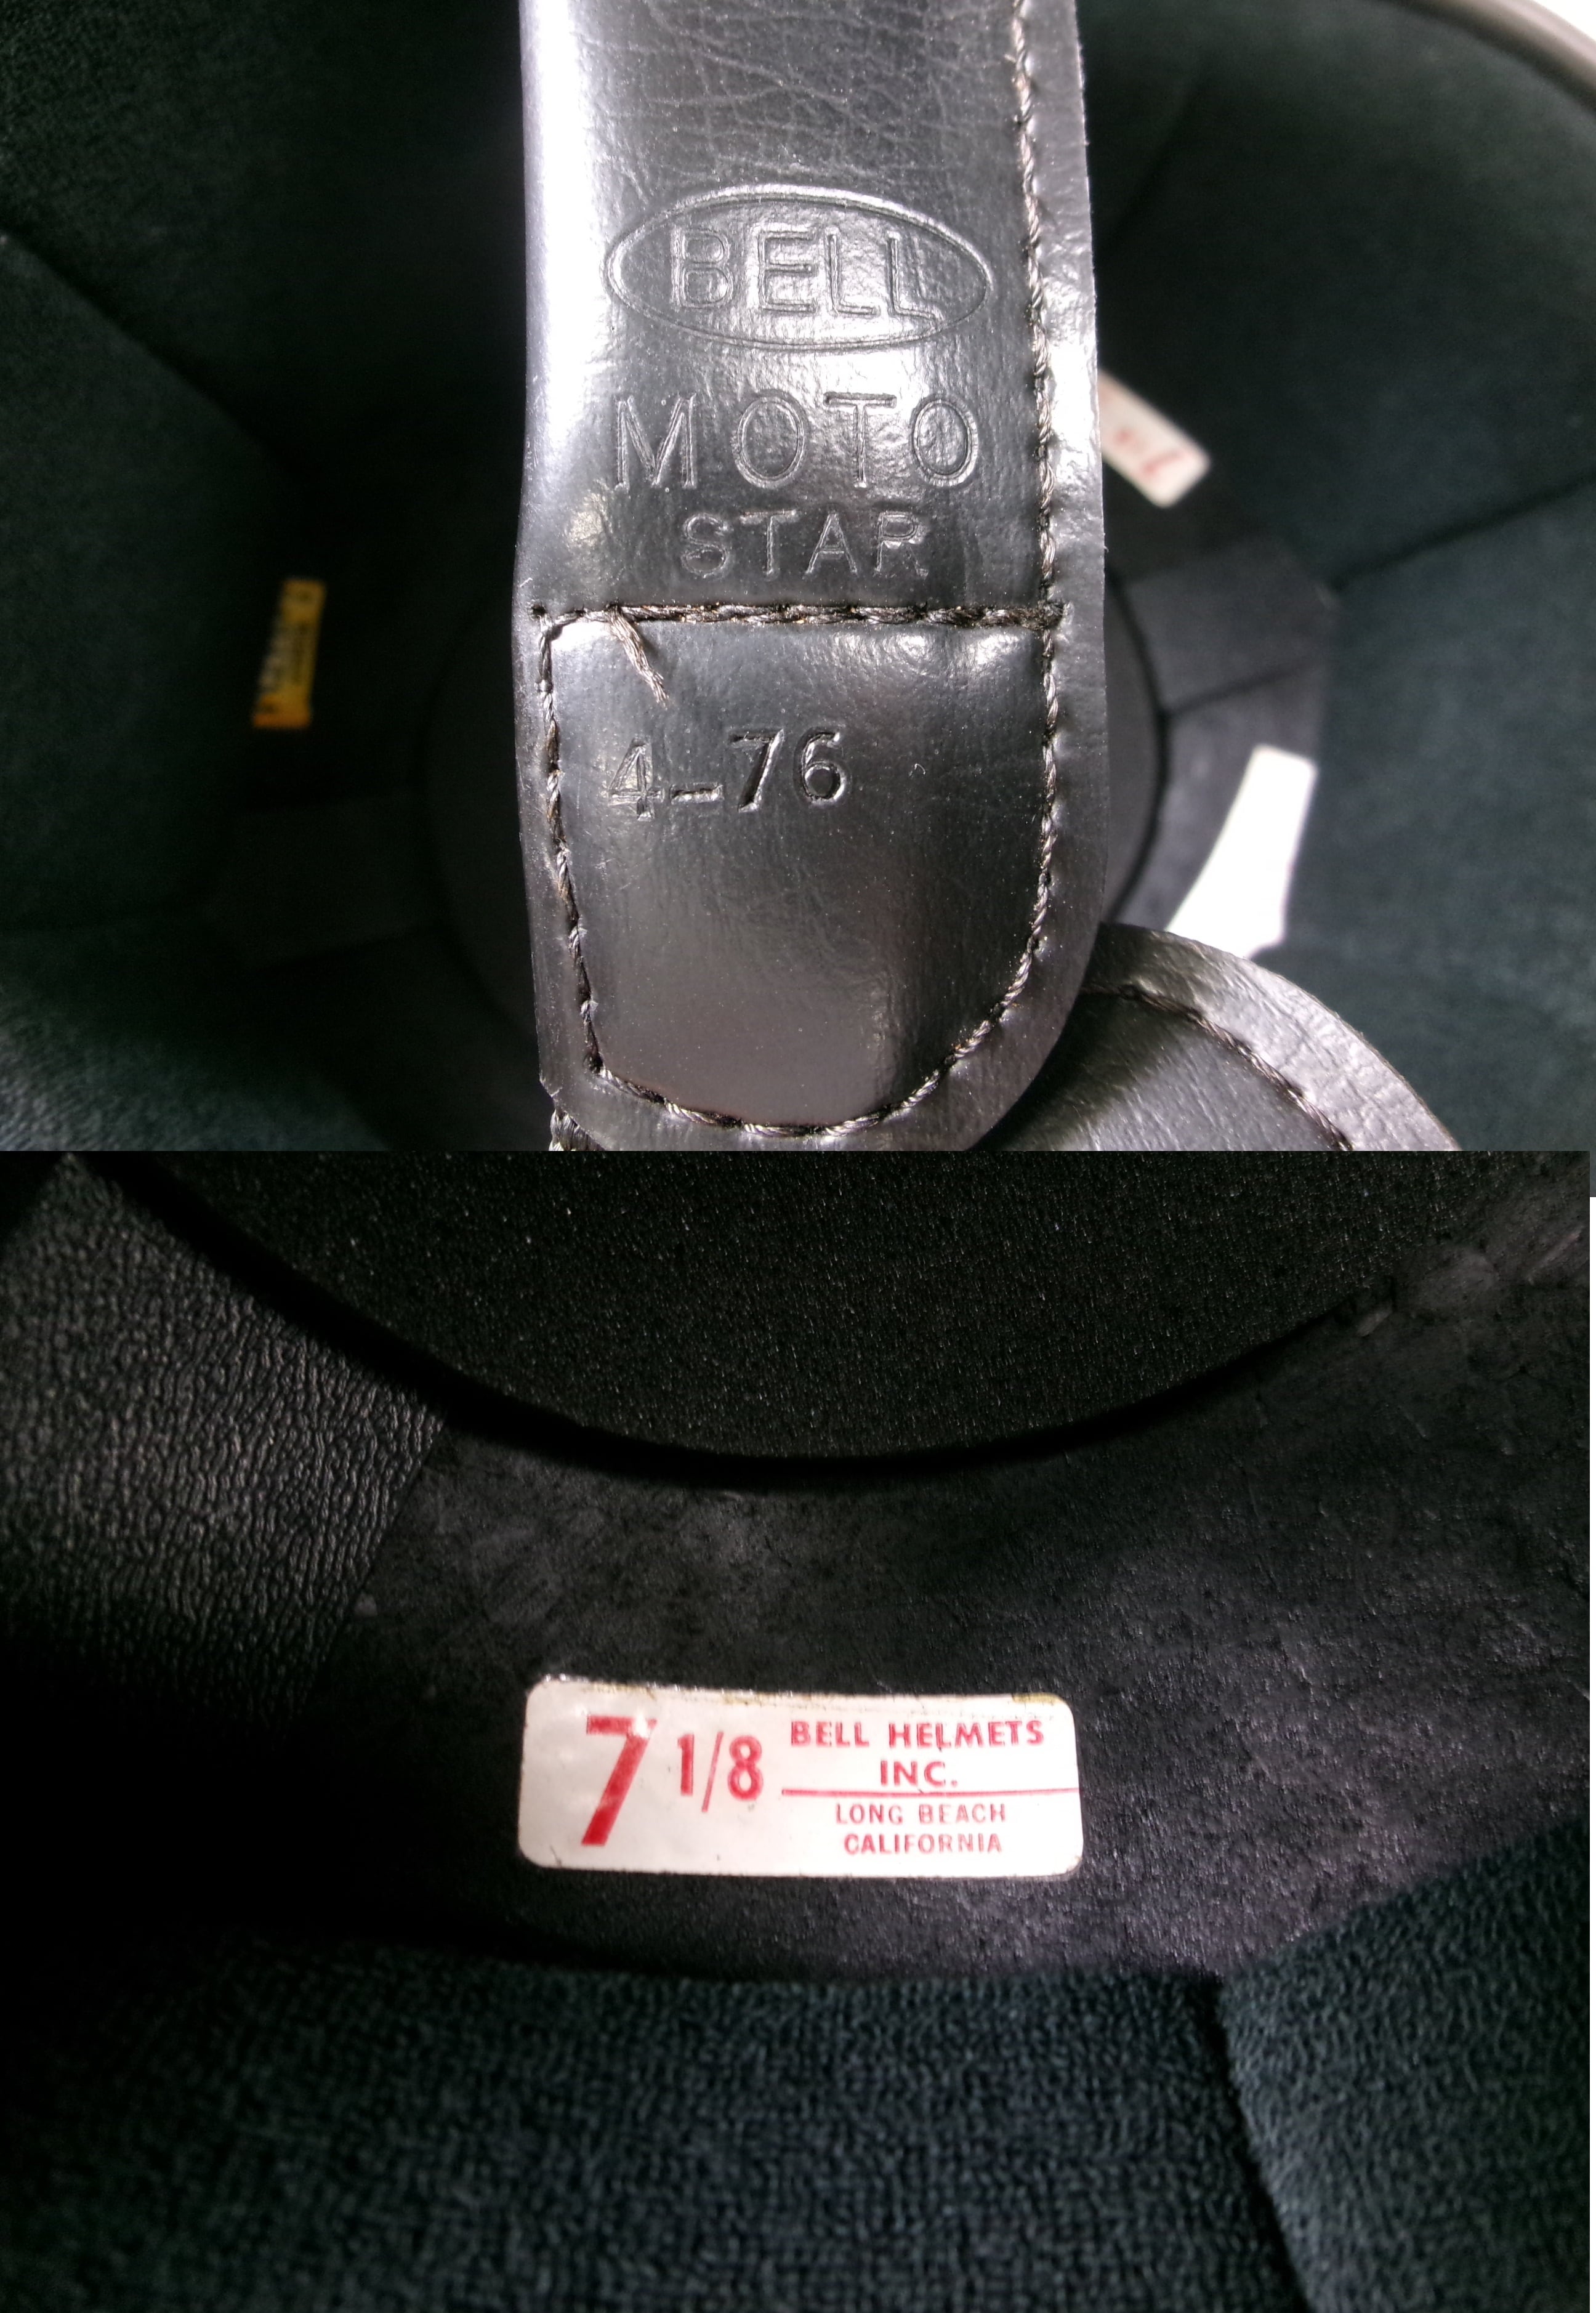 BELL
MOTO
STAR
4-76
7 1/8
BELL HELMETS
INC.
LONG BEACH
CALIFORNIA